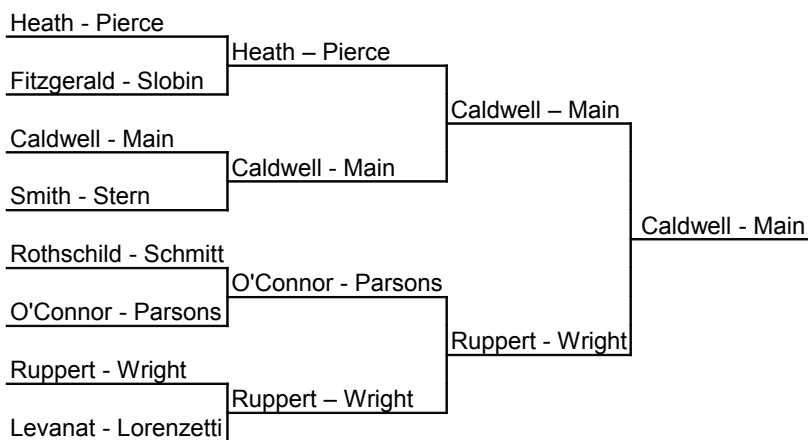 Heath - Pierce
Heath – Pierce
Fitzgerald - Slobin
Caldwell – Main
Caldwell - Main
Caldwell - Main
Smith - Stern
Caldwell - Main
Rothschild - Schmitt
O'Connor - Parsons
O'Connor - Parsons
Ruppert - Wright
Ruppert - Wright
Ruppert – Wright
Levanat - Lorenzetti